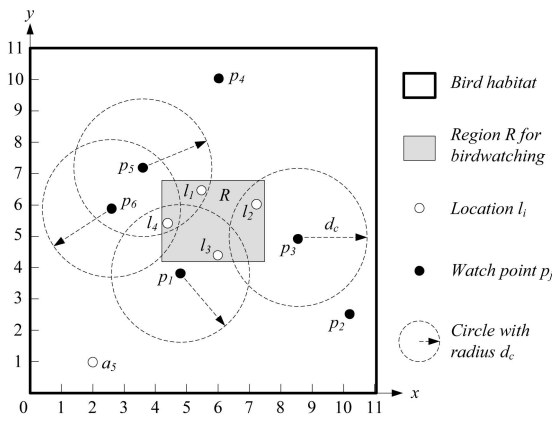 y
11
10
9
8
7
6
5
4
3
2
1
0 1 2 3 4 5 6 7 8 9 10 11
x
p4
p5
p6
l1
R
l2
l4
l3
p3
dc
p1
p2
a5
Bird habitat
Region R for
birdwatching
Location li
Watch point pj
Circle with
radius dc